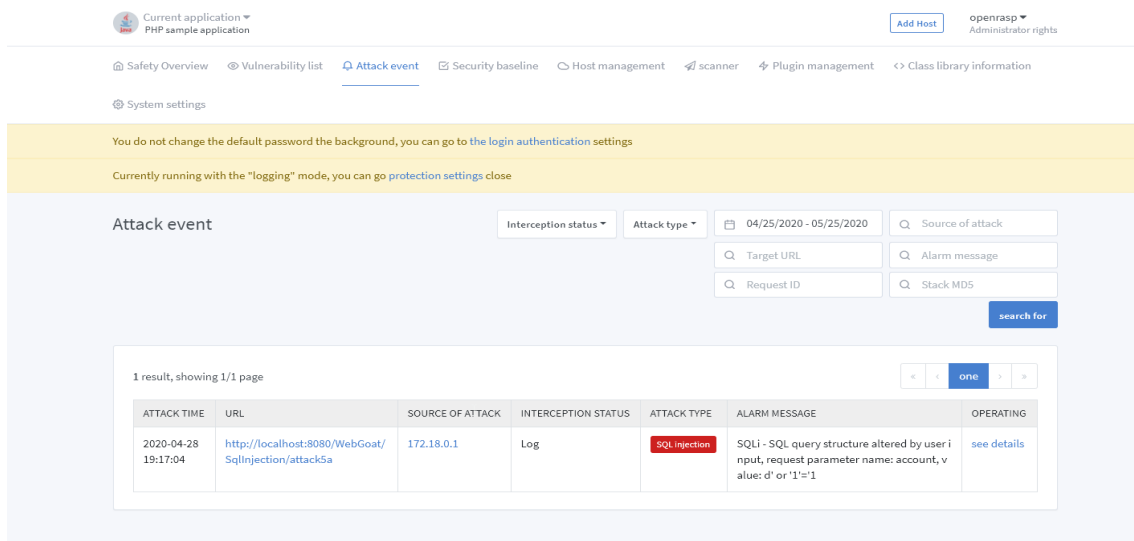 Current application
PHP sample application
Add Host
openrasp
Administrator rights
Safety Overview
Vulnerability list
Attack event
Security baseline
Host management
scanner
Plugin management
Class library information
System settings
You do not change the default password the background, you can go to the login authentication settings
Currently running with the "logging" mode, you can go protection settings close
Attack event
Interception status
Attack type
04/25/2020 - 05/25/2020
Source of attack
Target URL
Alarm message
Request ID
Stack MD5
search for
1 result, showing 1/1 page
« ‹ one › »
ATTACK TIME
URL
SOURCE OF ATTACK
INTERCEPTION STATUS
ATTACK TYPE
ALARM MESSAGE
OPERATING
2020-04-28
19:17:04
http://localhost:8080/WebGoat/
SqlInjection/attack5a
172.18.0.1
Log
SQL injection
SQLi - SQL query structure altered by user i
nput, request parameter name: account, v
alue: d' or '1'='1
see details